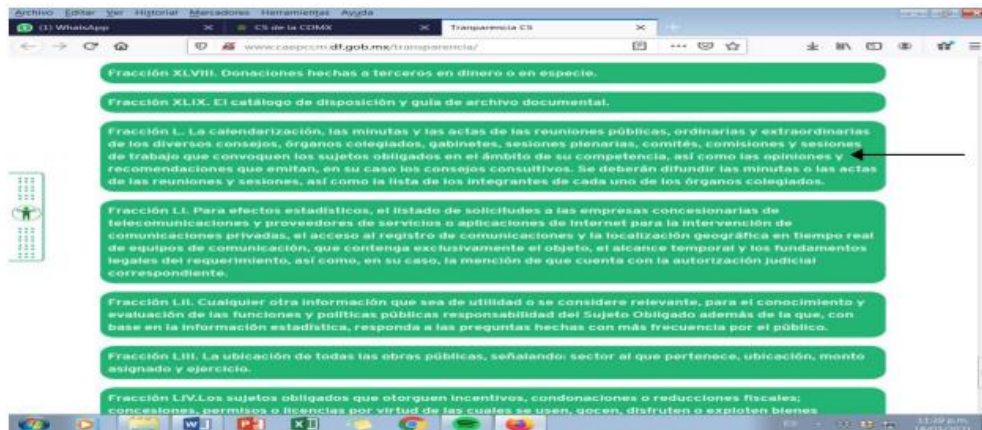 Archivo Editar Ver Historial Marcadores Herramientas Ayuda
(1) WhatsApp
CS de la CDMX
Tranparencia CS
.df.gob.mx/transparencia/
Fracción XLVIII. Donaciones hechas a terceros en dinero o en especie.
Fracción XLIX. El catálogo de disposición y guía de archivo documental.
Fracción L. La calendarización, las minutas y las actas de las reuniones públicas, ordinarias y extraordinarias
de los diversos consejos, órganos colegiados, gabinetes, sesiones plenarias, comités, comisiones y sesiones
de trabajo que convoquen los sujetos obligados en el ámbito de su competencia, así como las opiniones y
recomendaciones que emitan, en su caso los consejos consultivos. Se deberán difundir las minutas o las actas
de las reuniones y sesiones, así como la lista de los integrantes de cada uno de los órganos colegiados.
Fracción LI. Para efectos estadísticos, el listado de solicitudes a las empresas concesionarias de
telecomunicaciones y proveedores de servicios o aplicaciones de Internet para la intervención de
comunicaciones privadas, el acceso al registro de comunicaciones y la localización geográfica en tiempo real
de equipos de comunicación, que contenga exclusivamente el objeto, el alcance temporal y los fundamentos
legales del requerimiento, así como, en su caso, la mención de que cuenta con la autorización judicial
correspondiente.
Fracción LII. Cualquier otra información que sea de utilidad o se considere relevante, para el conocimiento y
evaluación de las funciones y políticas públicas responsabilidad del Sujeto Obligado además de la que, con
base en la información estadística, responda a las preguntas hechas con más frecuencia por el público.
Fracción LIII. La ubicación de todas las obras públicas, señalando: sector al que pertenece, ubicación, monto
asignado y ejercicio.
Fracción LIV.Los sujetos obligados que otorguen incentivos, condonaciones o reducciones fiscales;
concesiones, permisos o licencias por virtud de las cuales se usen, gocen, disfruten o exploten bienes
ES
11:29 p.m.